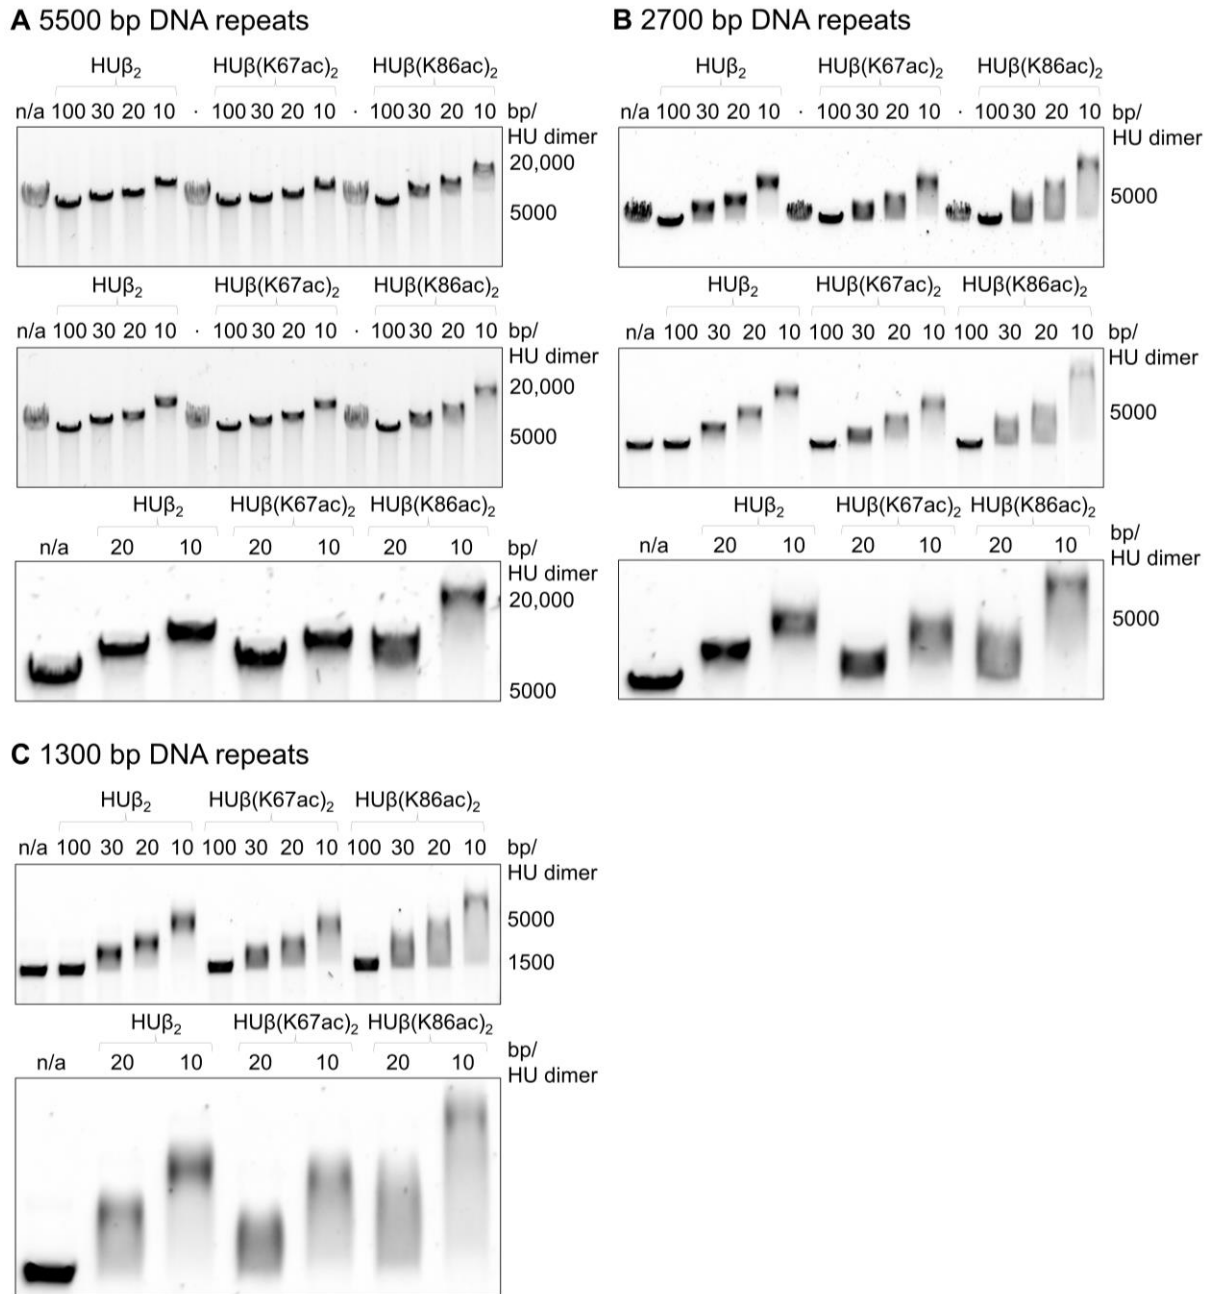 A 5500 bp DNA repeats
HUβ₂ HUβ(K67ac)₂ HUβ(K86ac)₂
n/a 100 30 20 10 · 100 30 20 10 · 100 30 20 10 bp/
HU dimer
20,000
5000
HUβ₂ HUβ(K67ac)₂ HUβ(K86ac)₂
n/a 100 30 20 10 · 100 30 20 10 · 100 30 20 10 bp/
HU dimer
20,000
5000
HUβ₂ HUβ(K67ac)₂ HUβ(K86ac)₂
n/a 20 10 20 10 20 10 bp/
HU dimer
20,000
5000
B 2700 bp DNA repeats
HUβ₂ HUβ(K67ac)₂ HUβ(K86ac)₂
n/a 100 30 20 10 · 100 30 20 10 · 100 30 20 10 bp/
HU dimer
5000
HUβ₂ HUβ(K67ac)₂ HUβ(K86ac)₂
n/a 100 30 20 10 100 30 20 10 100 30 20 10 bp/
HU dimer
5000
HUβ₂ HUβ(K67ac)₂ HUβ(K86ac)₂
n/a 20 10 20 10 20 10 bp/
HU dimer
5000
C 1300 bp DNA repeats
HUβ₂ HUβ(K67ac)₂ HUβ(K86ac)₂
n/a 100 30 20 10 100 30 20 10 100 30 20 10 bp/
HU dimer
5000
1500
HUβ₂ HUβ(K67ac)₂ HUβ(K86ac)₂
n/a 20 10 20 10 20 10 bp/
HU dimer